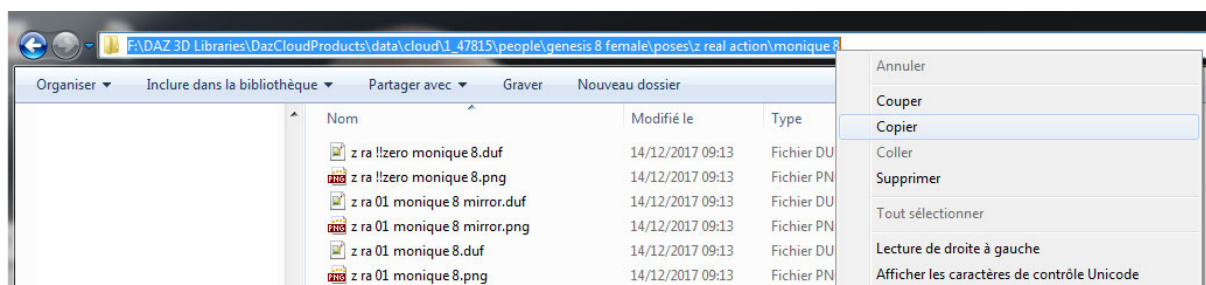 F:\DAZ 3D Libraries\DazCloudProducts\data\cloud\1_47815\people\genesis 8 female\poses\z real action\monique 8
Annuler
Organiser Inclure dans la bibliothèque Partager avec Graver Nouveau dossier
Couper
Nom Modifié le Type
Copier
z ra !!zero monique 8.duf 14/12/2017 09:13 Fichier DU
Coller
z ra !!zero monique 8.png 14/12/2017 09:13 Fichier PN
Supprimer
z ra 01 monique 8 mirror.duf 14/12/2017 09:13 Fichier DU
Tout sélectionner
z ra 01 monique 8 mirror.png 14/12/2017 09:13 Fichier PN
z ra 01 monique 8.duf 14/12/2017 09:13 Fichier DU
Lecture de droite à gauche
z ra 01 monique 8.png 14/12/2017 09:13 Fichier PN
Afficher les caractères de contrôle Unicode